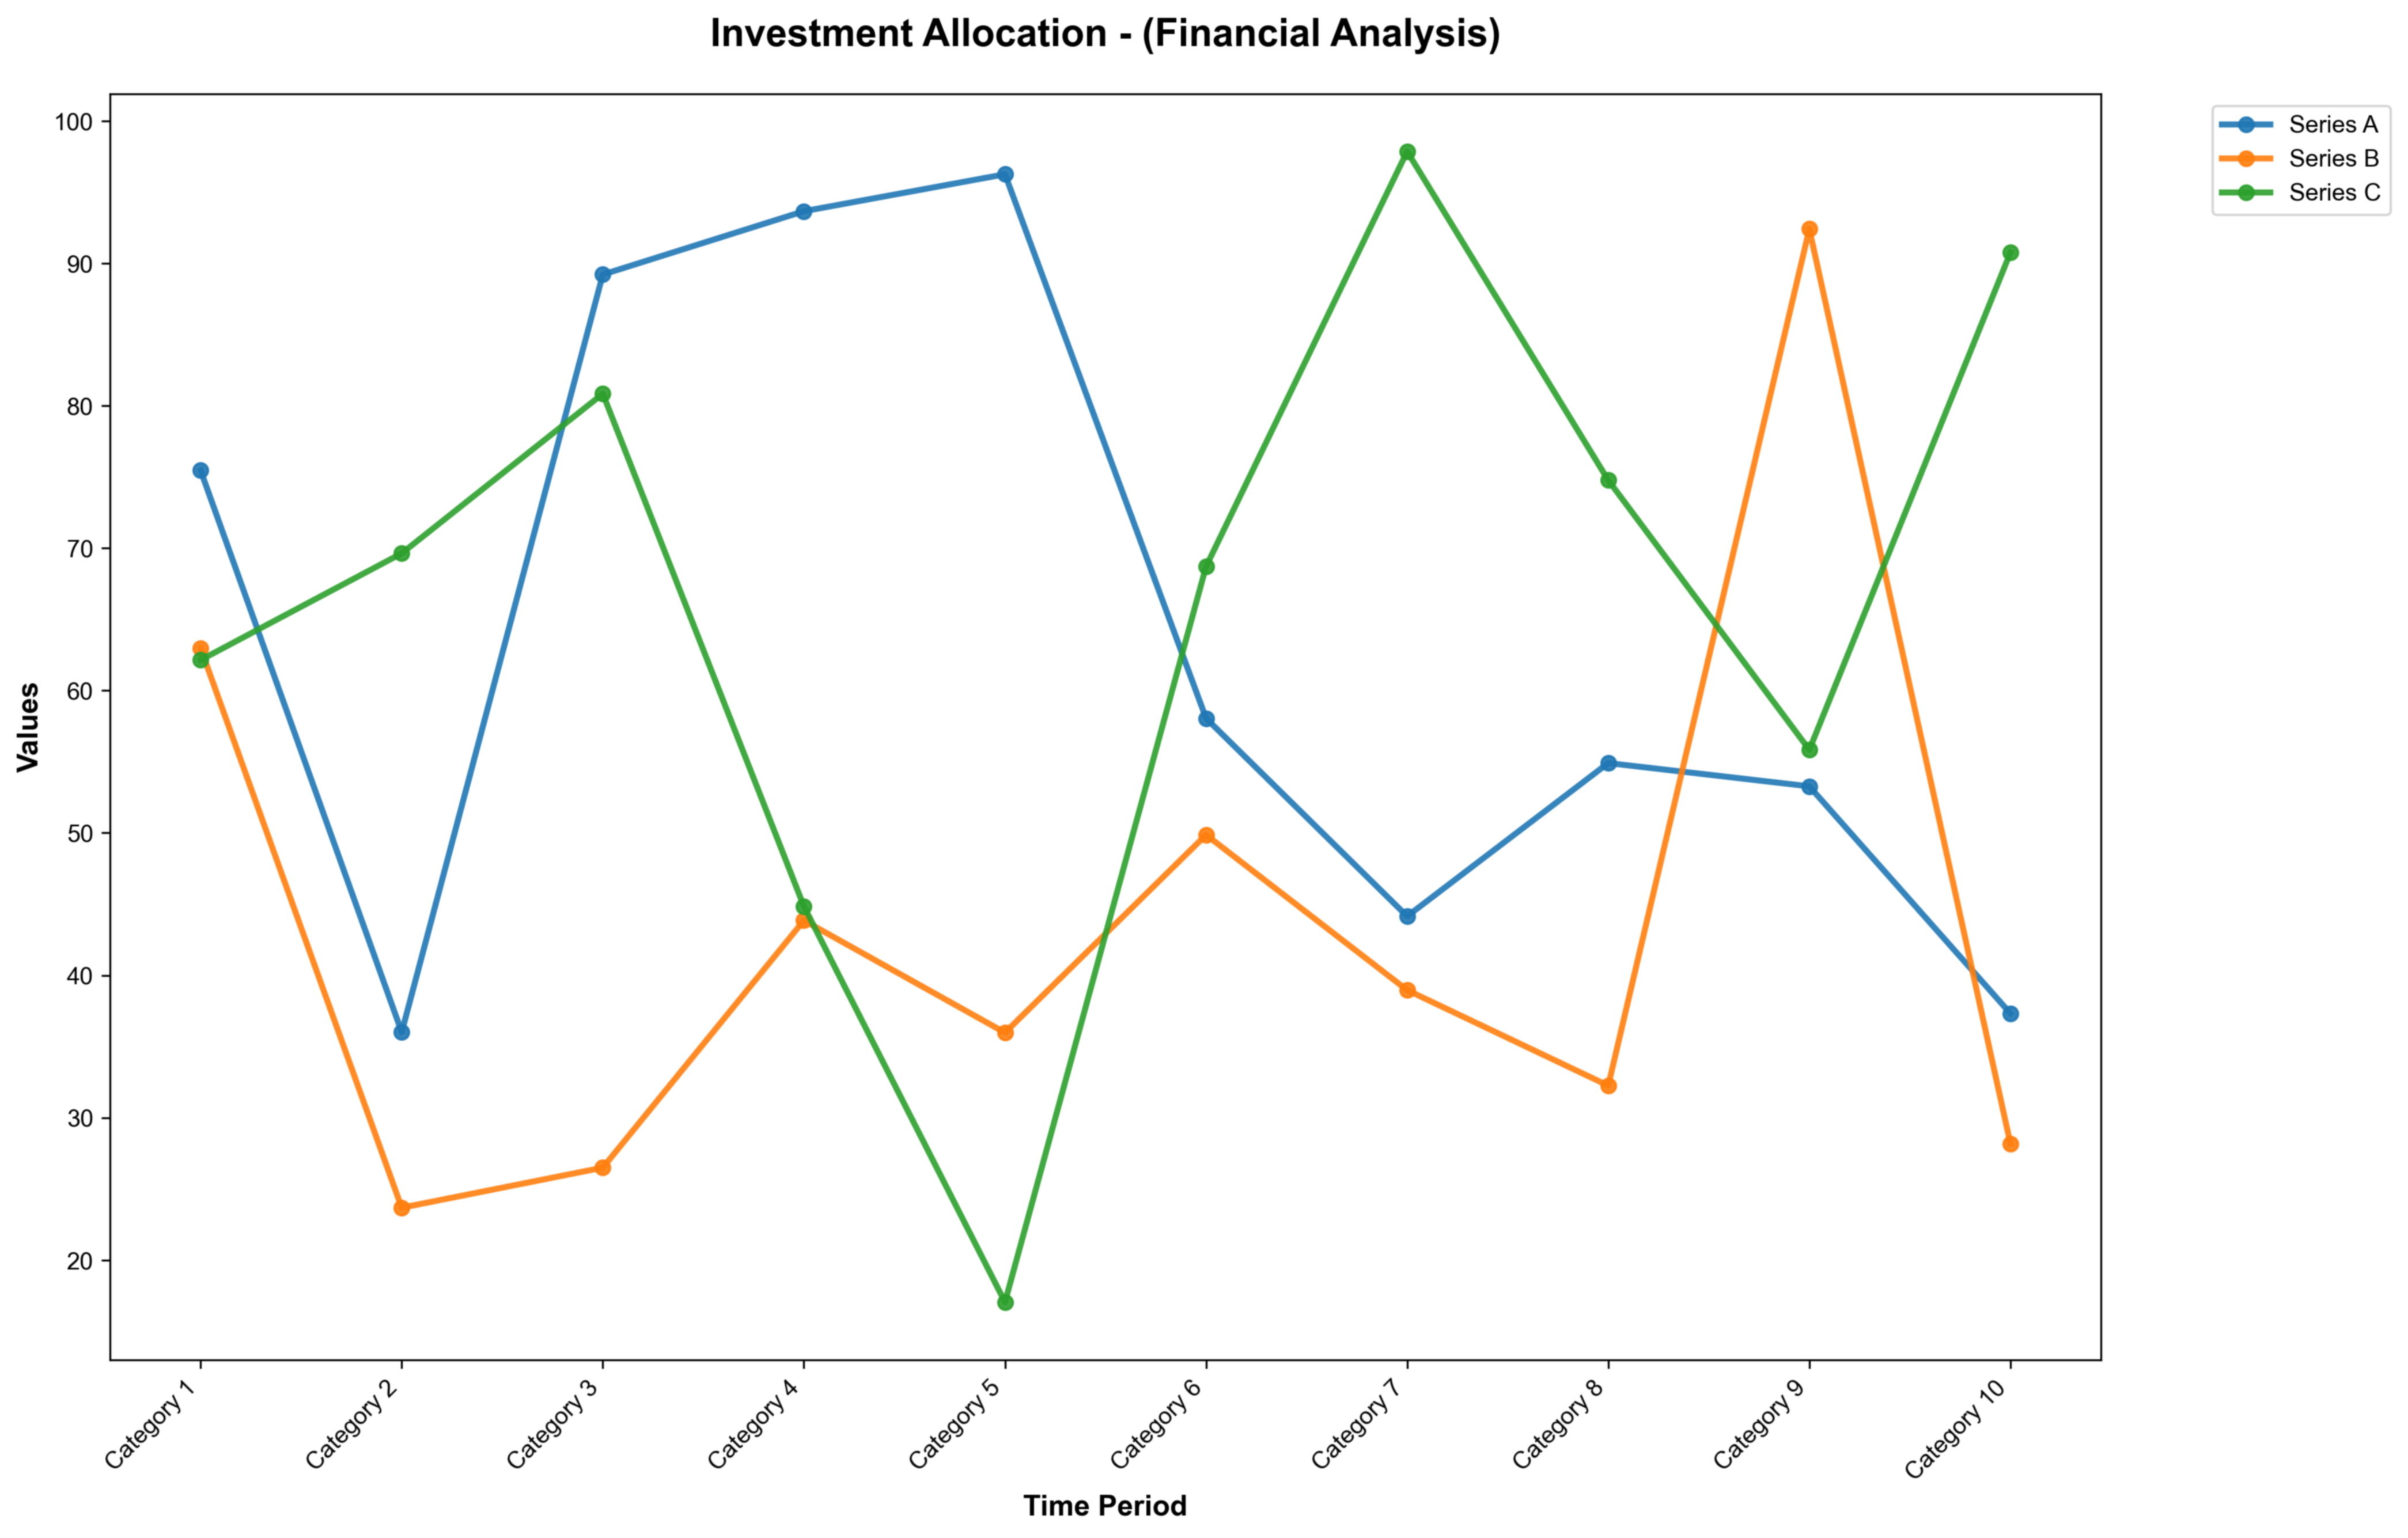 Investment Allocation - (Financial Analysis)
Series A
Series B
Series C
Values
100
90
80
70
60
50
40
30
20
Category 1
Category 2
Category 3
Category 4
Category 5
Category 6
Category 7
Category 8
Category 9
Category 10
Time Period